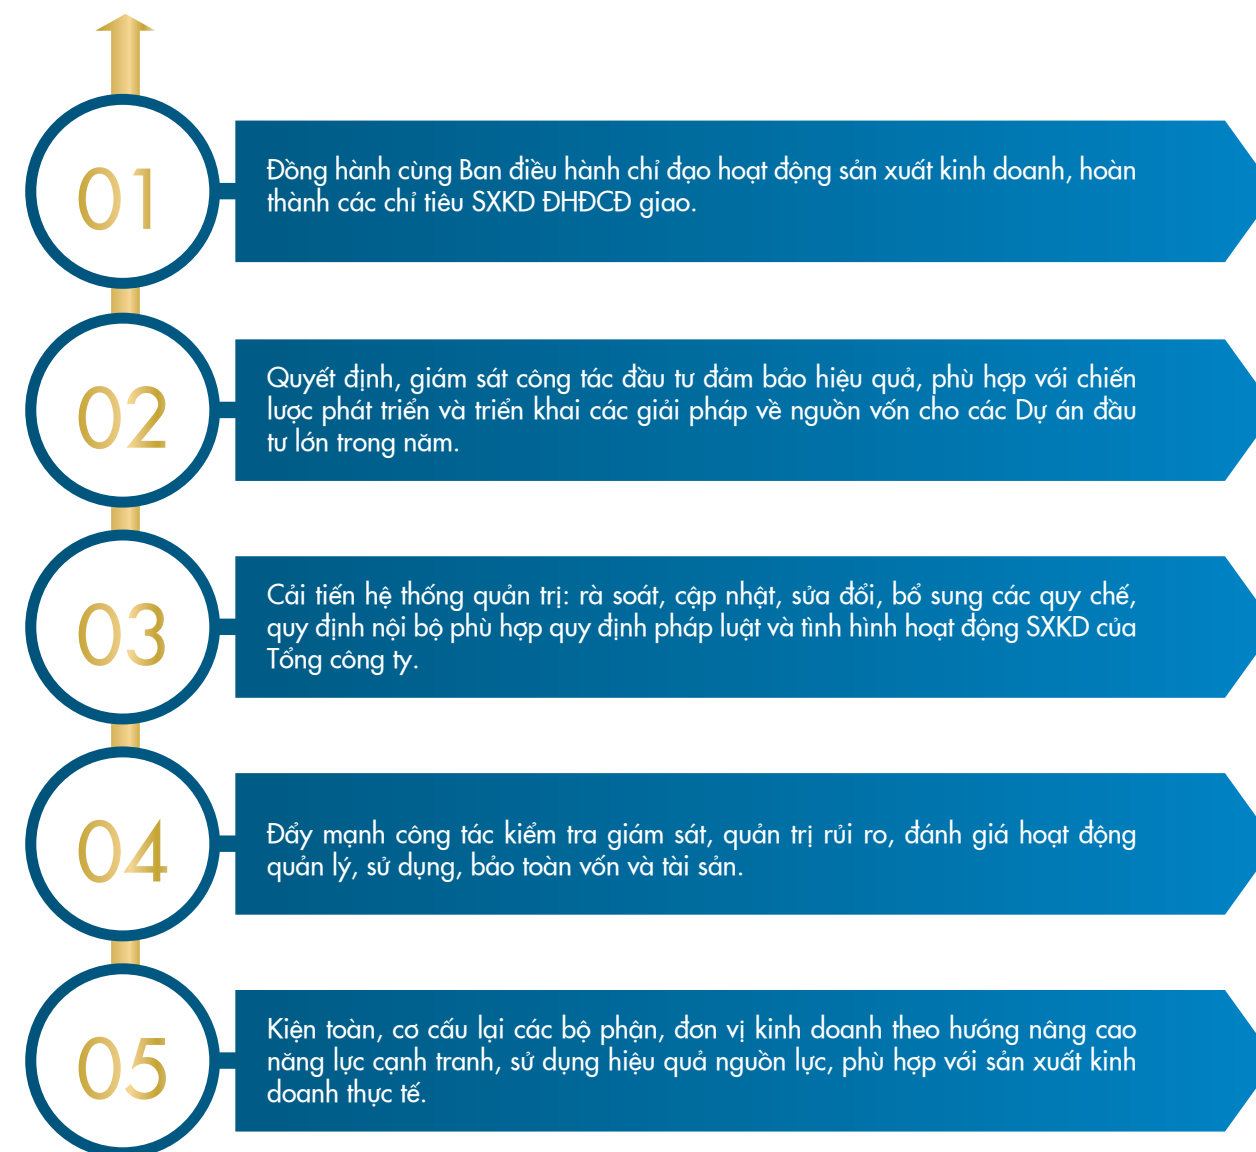 01
Đồng hành cùng Ban điều hành chỉ đạo hoạt động sản xuất kinh doanh, hoàn
thành các chỉ tiêu SXKD ĐHĐCĐ giao.
02
Quyết định, giám sát công tác đầu tư đảm bảo hiệu quả, phù hợp với chiến
lược phát triển và triển khai các giải pháp về nguồn vốn cho các Dự án đầu
tư lớn trong năm.
03
Cải tiến hệ thống quản trị: rà soát, cập nhật, sửa đổi, bổ sung các quy chế,
quy định nội bộ phù hợp quy định pháp luật và tình hình hoạt động SXKD của
Tổng công ty.
04
Đẩy mạnh công tác kiểm tra giám sát, quản trị rủi ro, đánh giá hoạt động
quản lý, sử dụng, bảo toàn vốn và tài sản.
05
Kiện toàn, cơ cấu lại các bộ phận, đơn vị kinh doanh theo hướng nâng cao
năng lực cạnh tranh, sử dụng hiệu quả nguồn lực, phù hợp với sản xuất kinh
doanh thực tế.